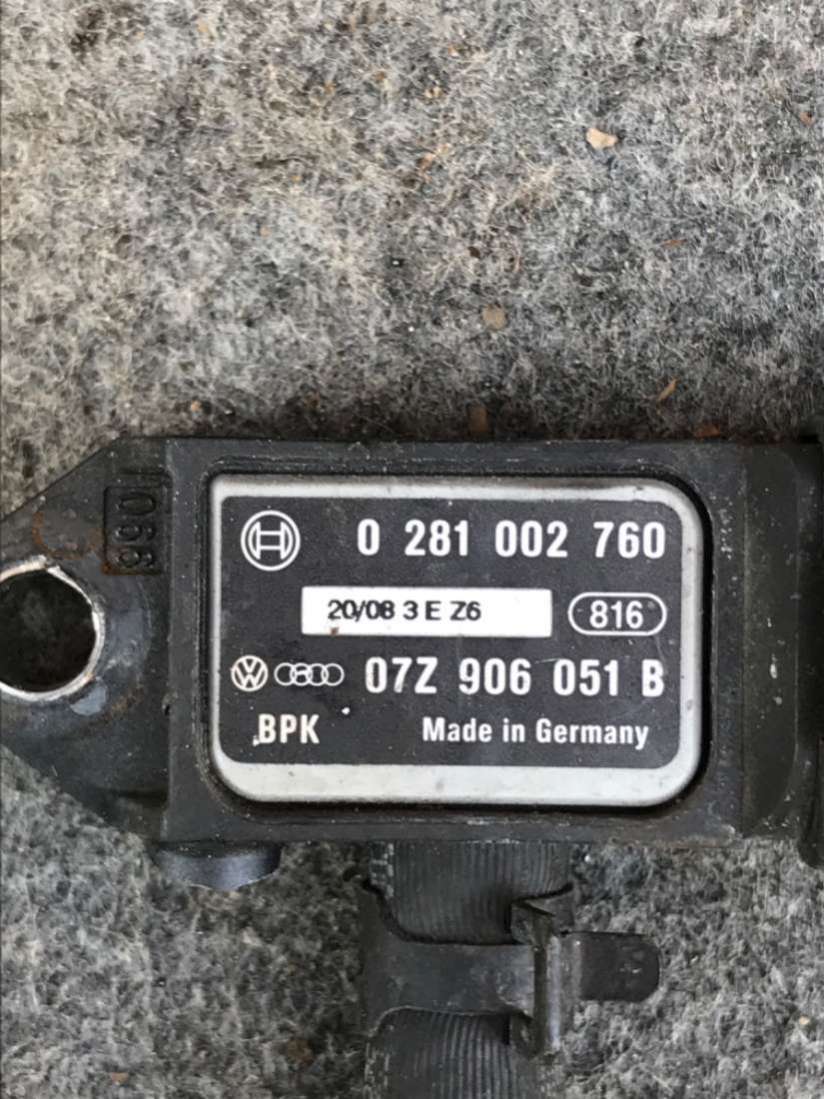 0 281 002 760
20/08 3 E Z6
816
07Z 906 051 B
BPK
Made in Germany